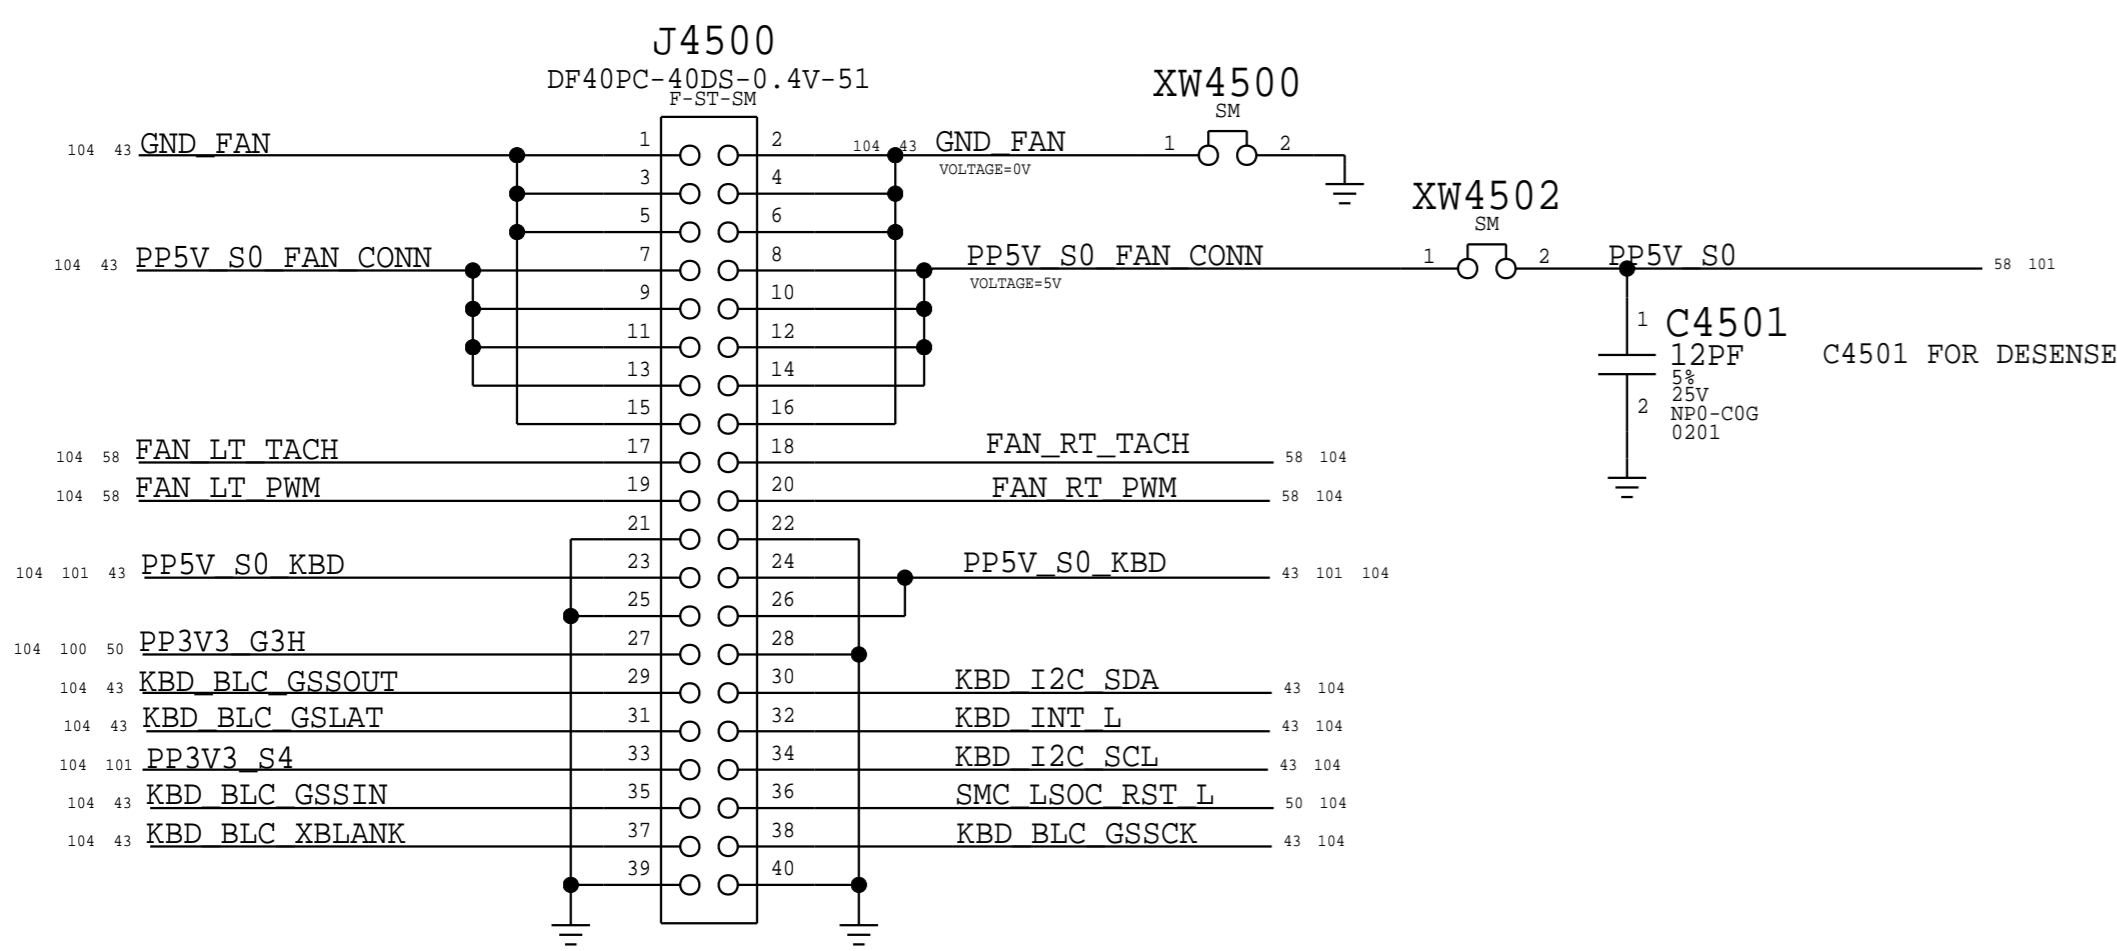 J4500
DF40PC-40DS-0.4V-51
F-ST-SM
XW4500
SM
104 43 GND_FAN 1 2 104 43 GND_FAN 1 2
VOLTAGE=0V
3 4
XW4502
SM
5 6
104 43 PP5V_S0_FAN_CONN 7 8 PP5V_S0_FAN_CONN 1 2 PP5V_S0 58 101
VOLTAGE=5V
9 10
1 C4501
11 12
12PF C4501 FOR DESENSE
5%
25V
13 14
2 NP0-C0G
0201
15 16
104 58 FAN_LT_TACH 17 18 FAN_RT_TACH 58 104
104 58 FAN_LT_PWM 19 20 FAN_RT_PWM 58 104
21 22
104 101 43 PP5V_S0_KBD 23 24 PP5V_S0_KBD 43 101 104
25 26
104 100 50 PP3V3_G3H 27 28
104 43 KBD_BLC_GSSOUT 29 30 KBD_I2C_SDA 43 104
104 43 KBD_BLC_GSLAT 31 32 KBD_INT_L 43 104
104 101 PP3V3_S4 33 34 KBD_I2C_SCL 43 104
104 43 KBD_BLC_GSSIN 35 36 SMC_LSOC_RST_L 50 104
104 43 KBD_BLC_XBLANK 37 38 KBD_BLC_GSSCK 43 104
39 40